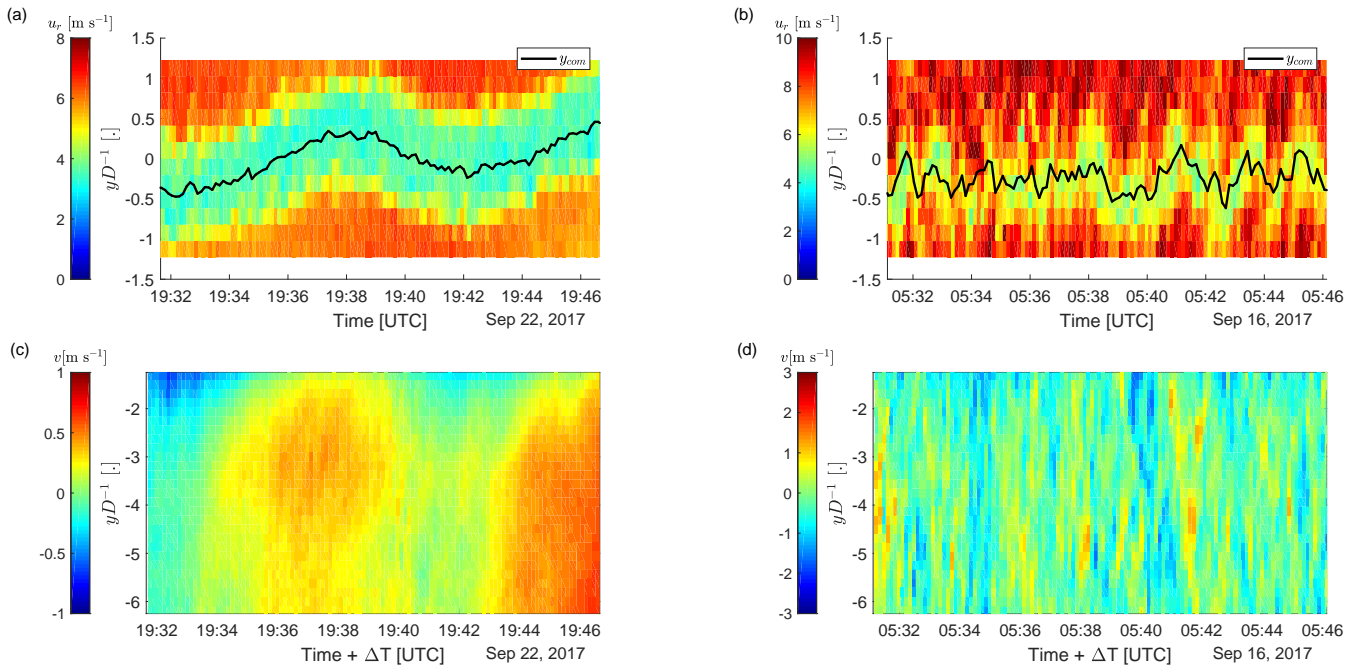 (a)
u_r [m s⁻¹]
8
6
4
2
0
yD⁻¹ [.]
1.5
1
0.5
0
-0.5
-1
-1.5
y_com
19:32 19:34 19:36 19:38 19:40 19:42 19:44 19:46
Time [UTC] Sep 22, 2017
(b)
u_r [m s⁻¹]
10
8
6
4
2
0
yD⁻¹ [.]
1.5
1
0.5
0
-0.5
-1
-1.5
y_com
05:32 05:34 05:36 05:38 05:40 05:42 05:44 05:46
Time [UTC] Sep 16, 2017
(c)
v[m s⁻¹]
1
0.5
0
-0.5
-1
yD⁻¹ [.]
-2
-3
-4
-5
-6
19:32 19:34 19:36 19:38 19:40 19:42 19:44 19:46
Time + ΔT [UTC] Sep 22, 2017
(d)
v[m s⁻¹]
3
2
1
0
-1
-2
-3
yD⁻¹ [.]
-2
-3
-4
-5
-6
05:32 05:34 05:36 05:38 05:40 05:42 05:44 05:46
Time + ΔT [UTC] Sep 16, 2017